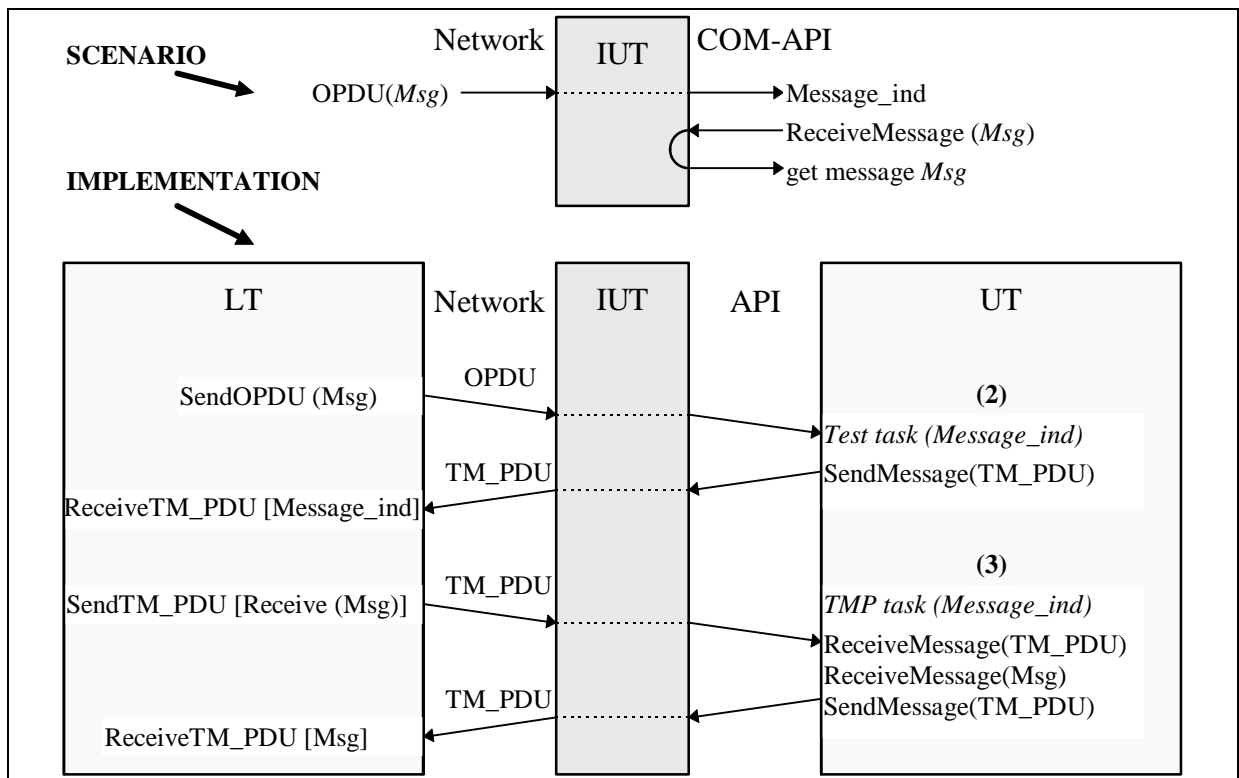 SCENARIO
Network IUT COM-API
OPDU(Msg) Message_ind
ReceiveMessage (Msg)
get message Msg
IMPLEMENTATION
LT Network IUT API UT
OPDU
SendOPDU (Msg) (2)
Test task (Message_ind)
TM_PDU SendMessage(TM_PDU)
ReceiveTM_PDU [Message_ind]
(3)
TM_PDU
SendTM_PDU [Receive (Msg)] TMP task (Message_ind)
ReceiveMessage(TM_PDU)
ReceiveMessage(Msg)
TM_PDU SendMessage(TM_PDU)
ReceiveTM_PDU [Msg]